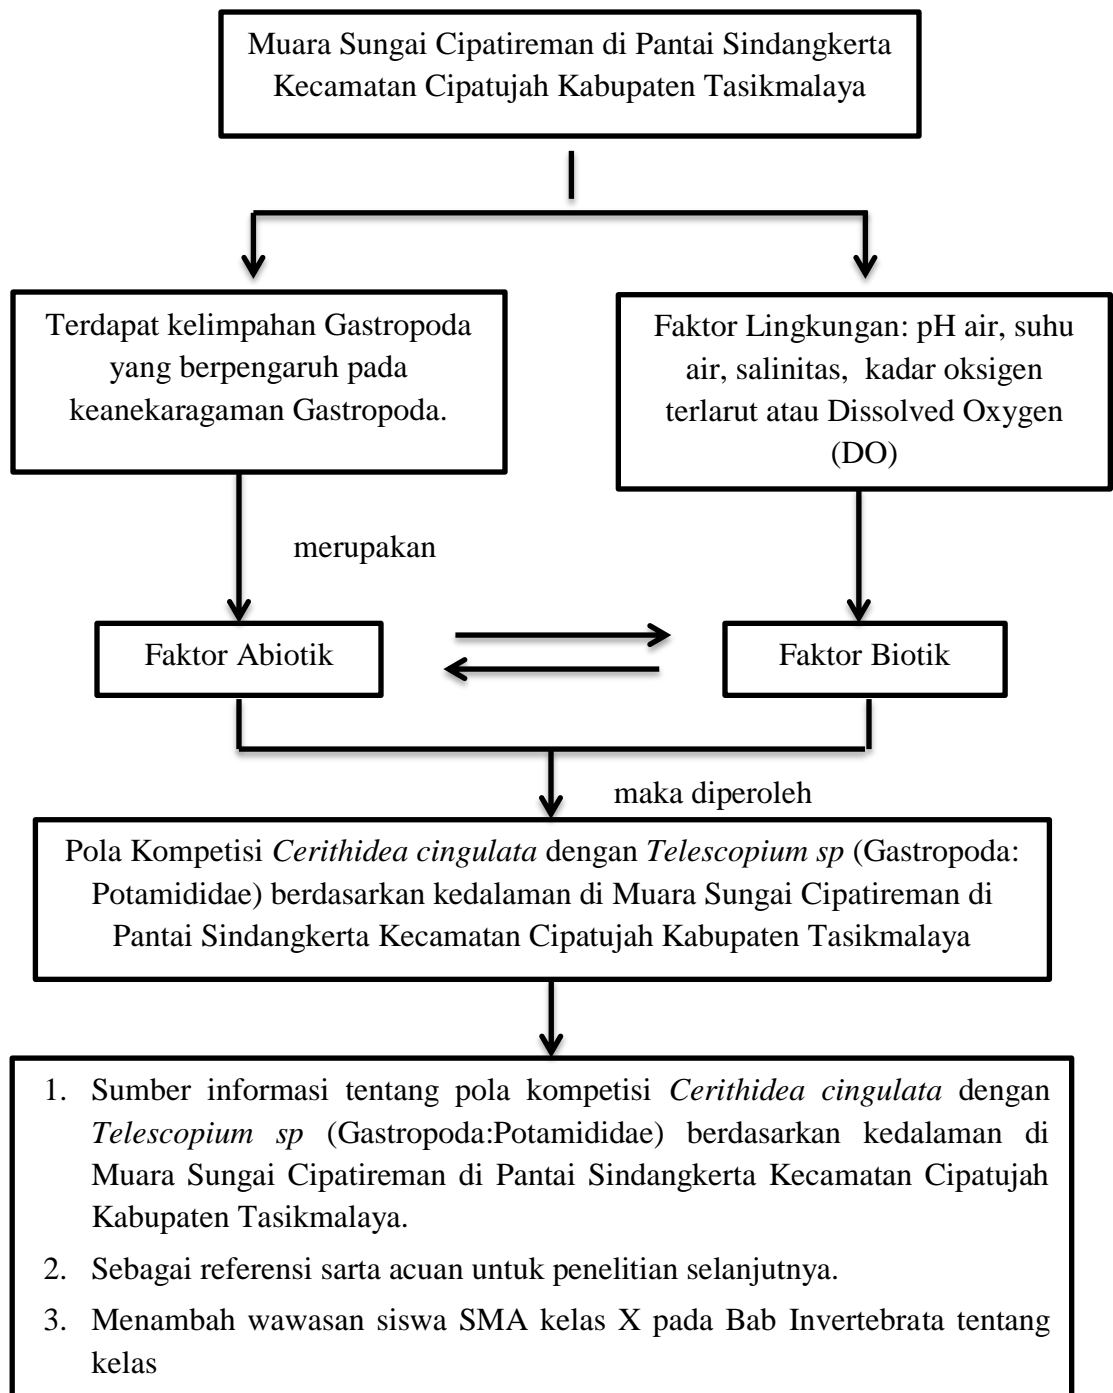 Muara Sungai Cipatireman di Pantai Sindangkerta
Kecamatan Cipatujah Kabupaten Tasikmalaya
Terdapat kelimpahan Gastropoda
yang berpengaruh pada
keanekaragaman Gastropoda.
Faktor Lingkungan: pH air, suhu
air, salinitas, kadar oksigen
terlarut atau Dissolved Oxygen
(DO)
merupakan
Faktor Abiotik
Faktor Biotik
maka diperoleh
Pola Kompetisi Cerithidea cingulata dengan Telescopium sp (Gastropoda:
Potamididae) berdasarkan kedalaman di Muara Sungai Cipatireman di
Pantai Sindangkerta Kecamatan Cipatujah Kabupaten Tasikmalaya
1. Sumber informasi tentang pola kompetisi Cerithidea cingulata dengan
Telescopium sp (Gastropoda:Potamididae) berdasarkan kedalaman di
Muara Sungai Cipatireman di Pantai Sindangkerta Kecamatan Cipatujah
Kabupaten Tasikmalaya.
2. Sebagai referensi sarta acuan untuk penelitian selanjutnya.
3. Menambah wawasan siswa SMA kelas X pada Bab Invertebrata tentang
kelas